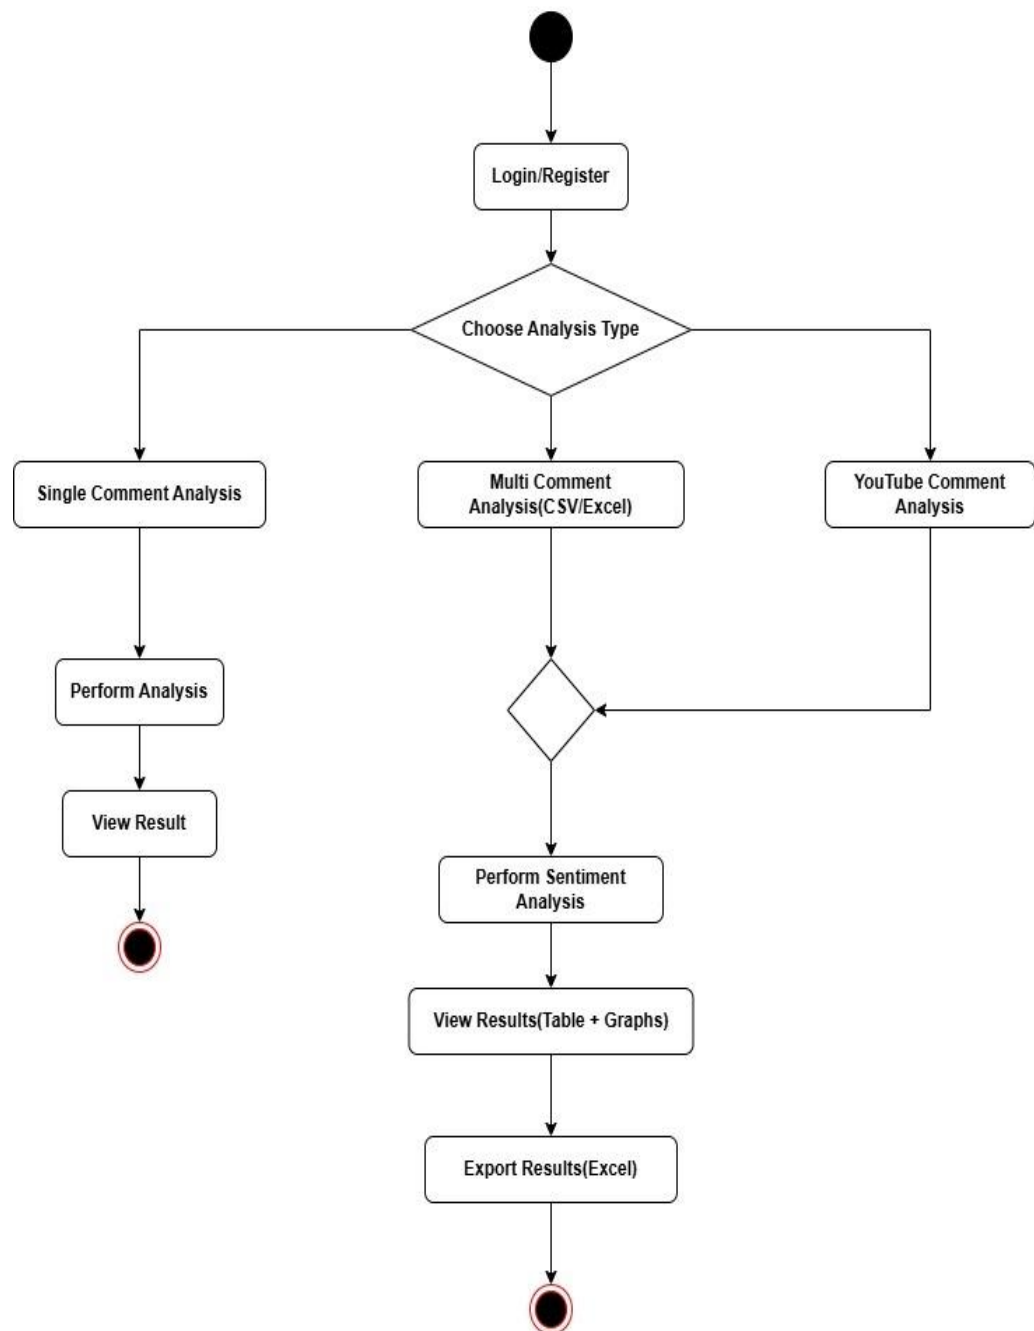 Login/Register
Choose Analysis Type
Single Comment Analysis
Multi Comment
Analysis(CSV/Excel)
YouTube Comment
Analysis
Perform Analysis
View Result
Perform Sentiment
Analysis
View Results(Table + Graphs)
Export Results(Excel)